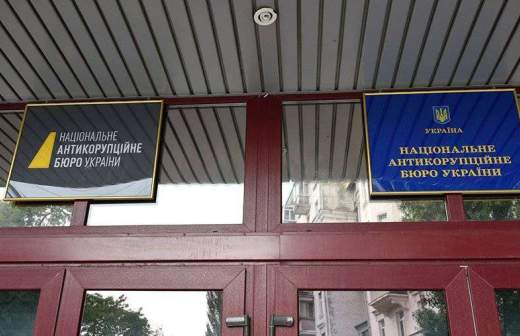 НАЦІОНАЛЬНЕ
АНТИКОРУПЦІЙНЕ
БЮРО УКРАЇНИ
УКРАЇНА
НАЦІОНАЛЬНЕ
АНТИКОРУПЦІЙНЕ
БЮРО УКРАЇНИ